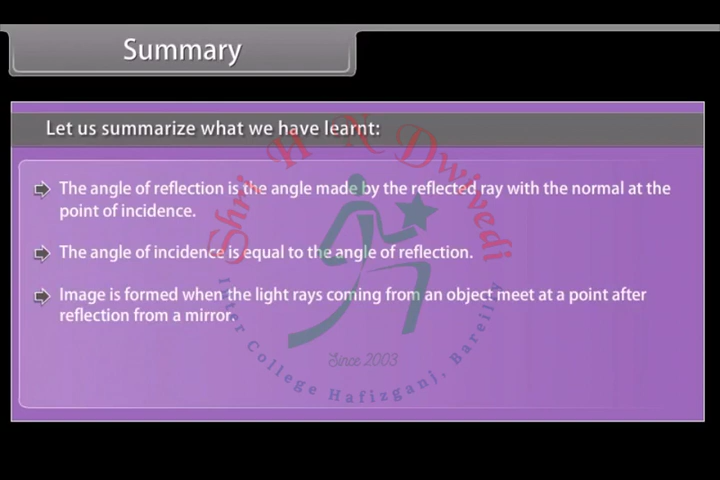 Summary
Let us summarize what we have learnt:
The angle of reflection is the angle made by the reflected ray with the normal at the
point of incidence.
The angle of incidence is equal to the angle of reflection.
Image is formed when the light rays coming from an object meet at a point after
reflection from a mirror.
Shri H N Dwivedi
Inter College Hafizganj, Bareilly
Since 2003